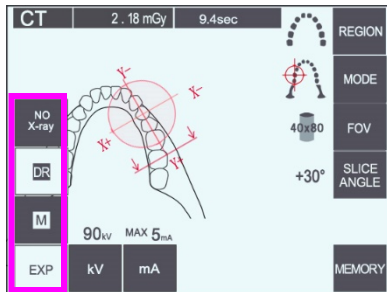 CT 2.18 mGy 9.4sec
REGION
MODE
Y-
X-
X+
Y+
NO
X-ray
40x80
FOV
DR
+30°
SLICE
ANGLE
M
90kV MAX 5mA
EXP kV mA MEMORY